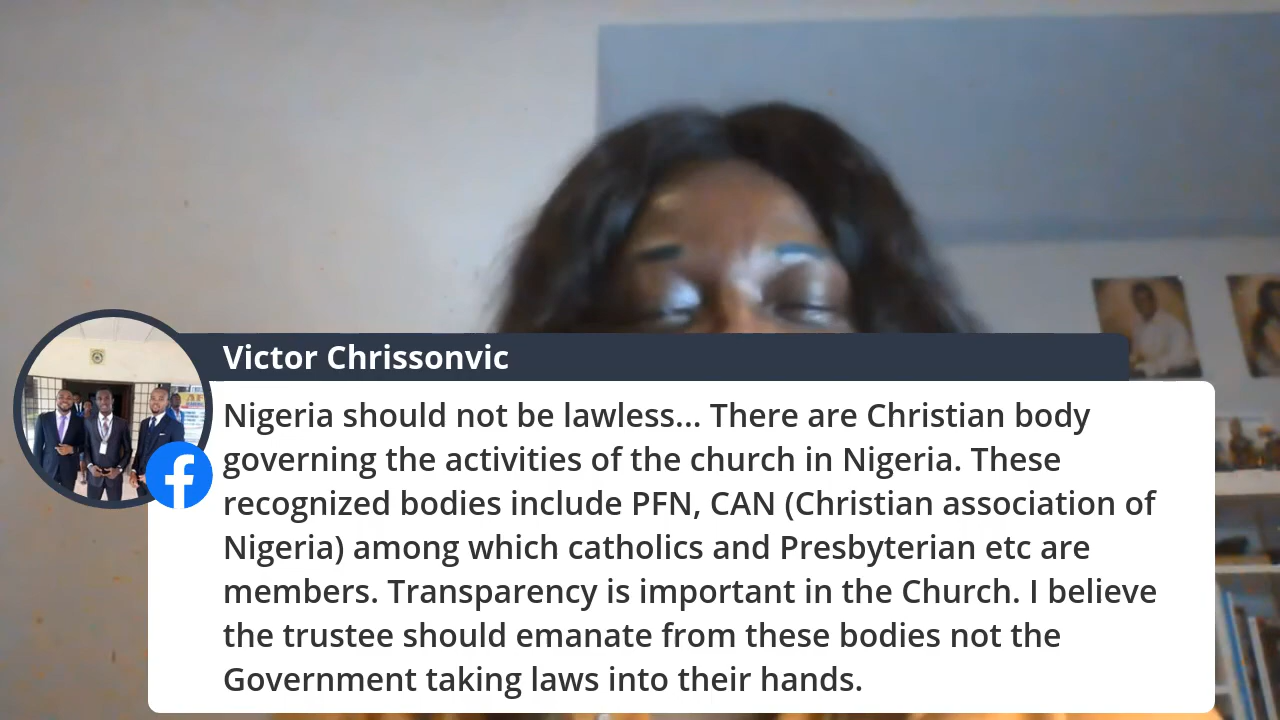 Victor Chrissonvic
Nigeria should not be lawless... There are Christian body
governing the activities of the church in Nigeria. These
recognized bodies include PFN, CAN (Christian association of
Nigeria) among which catholics and Presbyterian etc are
members. Transparency is important in the Church. I believe
the trustee should emanate from these bodies not the
Government taking laws into their hands.